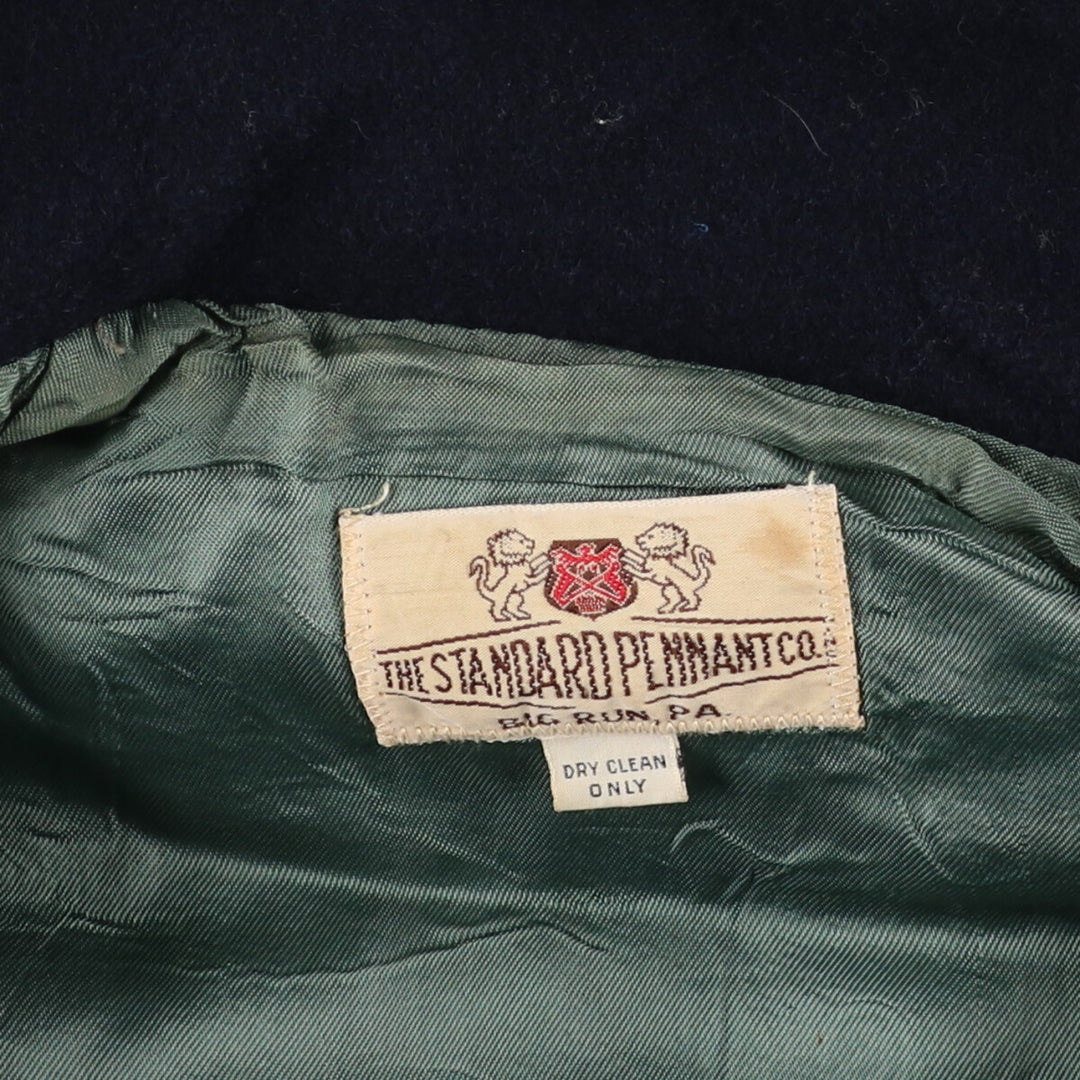 THE STANDARD PENNANT CO.
BIG RUN, PA
DRY CLEAN
ONLY